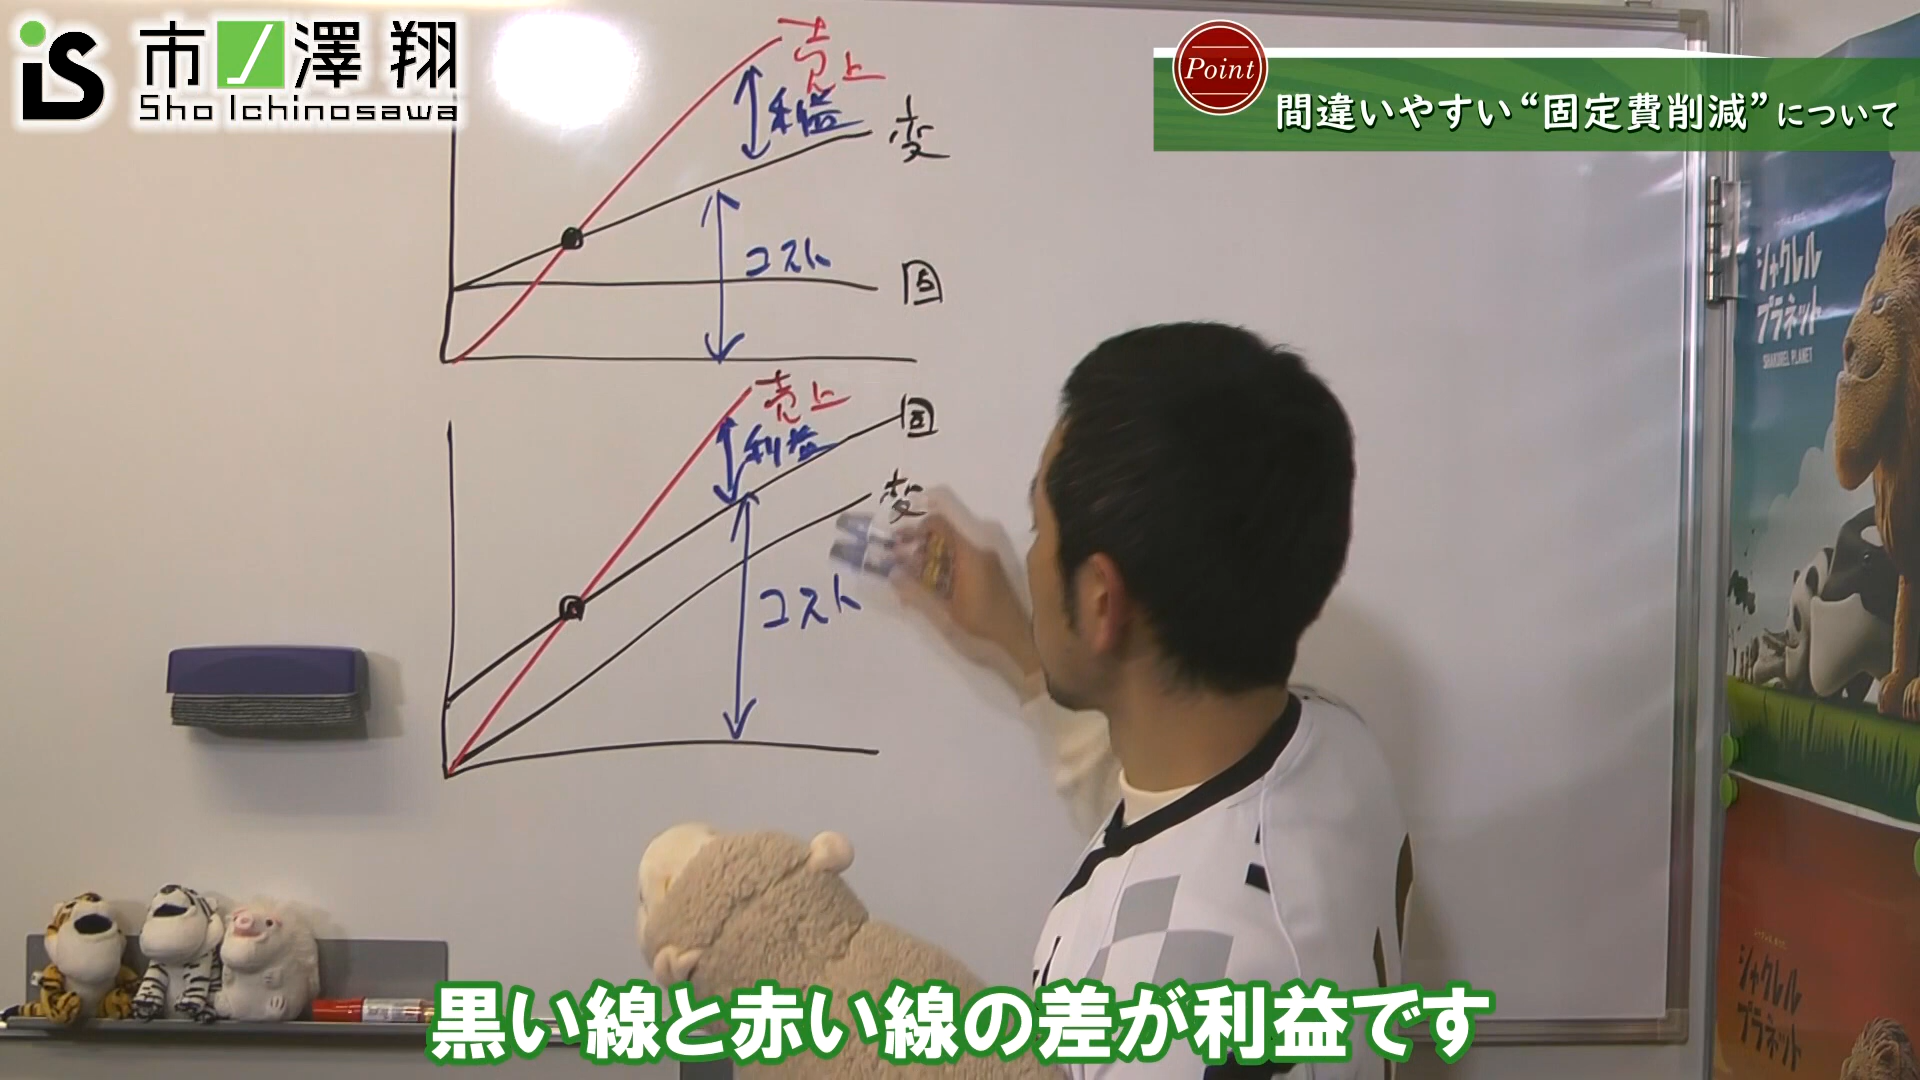 iS 市ノ澤 翔
Sho Ichinosawa
Point
間違いやすい“固定費削減”について
売上
利益
変
コスト
固
売上
固
利益
変
コスト
シャクレル
プラネット
SHAKUREL PLANET
シャクレル
プラネット
黒い線と赤い線の差が利益です